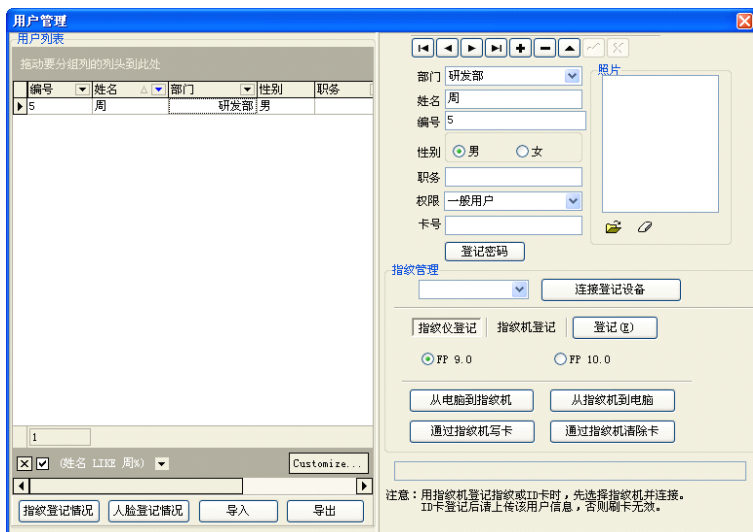 用户管理
用户列表
拖动要分组列的列头到此处
编号 姓名 部门 性别 职务
5 周 研发部 男
1
(姓名 LIKE 周%)
Customize...
指纹登记情况 人脸登记情况 导入 导出
部门 研发部
姓名 周
编号 5
性别 男 女
职务
权限 一般用户
卡号
登记密码
照片
指纹管理
连接登记设备
指纹仪登记 指纹机登记 登记(E)
FP 9.0 FP 10.0
从电脑到指纹机 从指纹机到电脑
通过指纹机写卡 通过指纹机清除卡
注意：用指纹机登记指纹或ID卡时，先选择指纹机并连接。
ID卡登记后请上传该用户信息，否则刷卡无效。